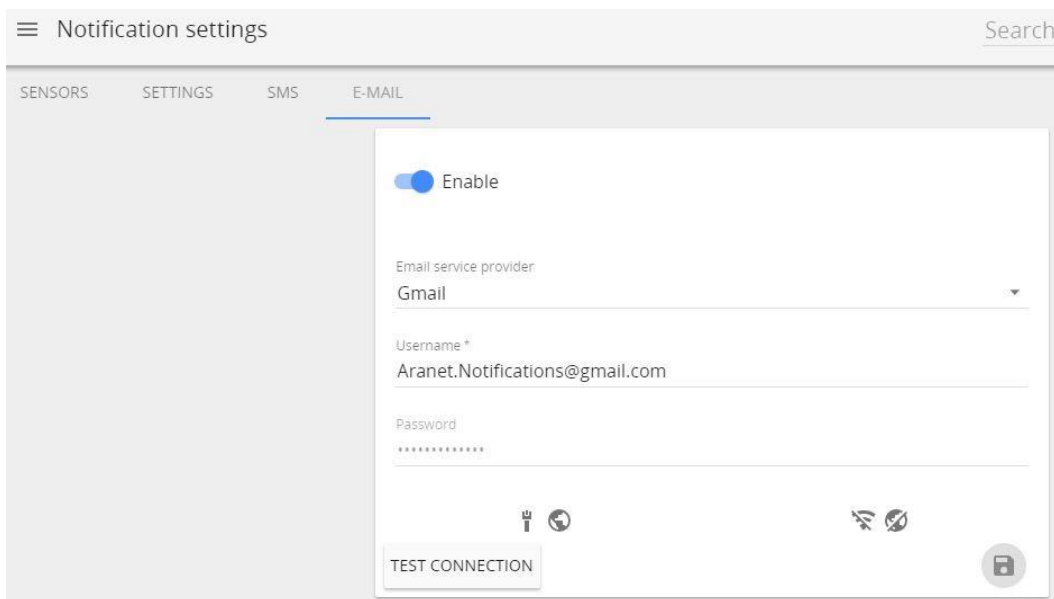 Notification settings
Search
SENSORS SETTINGS SMS E-MAIL
Enable
Email service provider
Gmail
Username *
Aranet.Notifications@gmail.com
Password
•••••••••••••
TEST CONNECTION